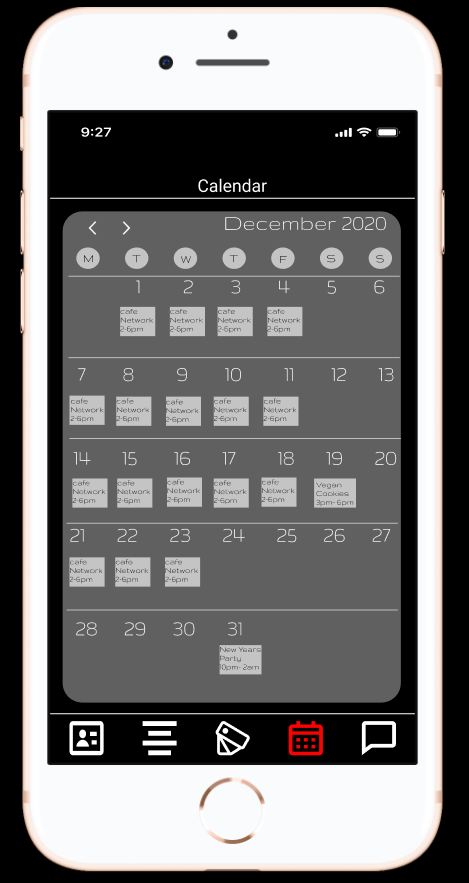 9:27
Calendar
December 2020
M T W T F S S
1 2 3 4 5 6
cafe cafe cafe cafe
Network Network Network Network
2-6pm 2-6pm 2-6pm 2-6pm
7 8 9 10 11 12 13
cafe cafe cafe cafe cafe
Network Network Network Network Network
2-6pm 2-6pm 2-6pm 2-6pm 2-6pm
14 15 16 17 18 19 20
cafe cafe cafe cafe cafe Vegan
Network Network Network Network Network Cookies
2-6pm 2-6pm 2-6pm 2-6pm 2-6pm 3pm-6pm
21 22 23 24 25 26 27
cafe cafe cafe
Network Network Network
2-6pm 2-6pm 2-6pm
28 29 30 31
New Years
Party
10pm-2am